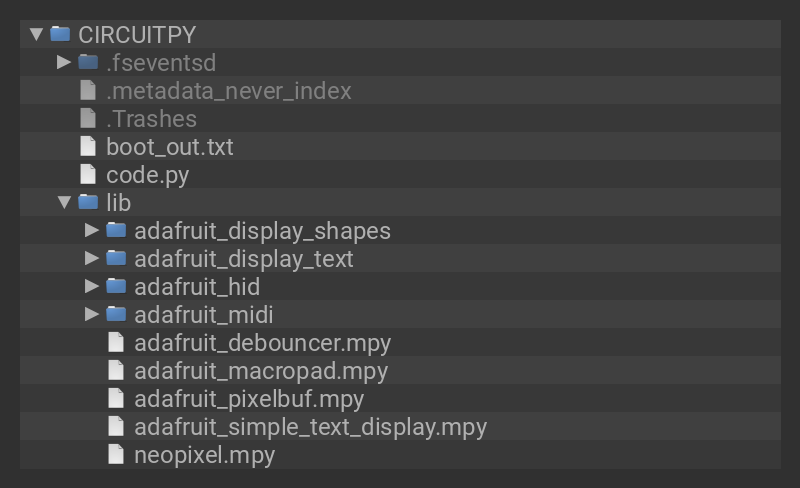 CIRCUITPY
.fseventsd
.metadata_never_index
.Trashes
boot_out.txt
code.py
lib
adafruit_display_shapes
adafruit_display_text
adafruit_hid
adafruit_midi
adafruit_debouncer.mpy
adafruit_macropad.mpy
adafruit_pixelbuf.mpy
adafruit_simple_text_display.mpy
neopixel.mpy